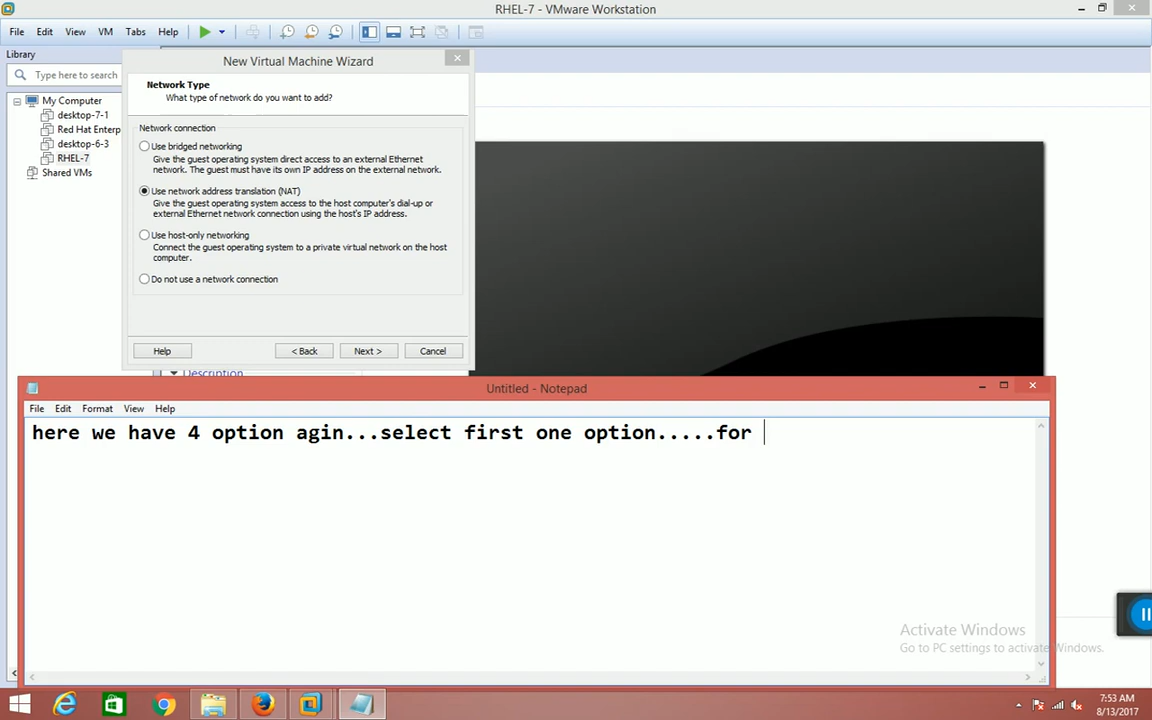 RHEL-7 - VMware Workstation
File Edit View VM Tabs Help
Library
Type here to search
My Computer
desktop-7-1
Red Hat Enterp
desktop-6-3
RHEL-7
Shared VMs
New Virtual Machine Wizard
Network Type
What type of network do you want to add?
Network connection
Use bridged networking
Give the guest operating system direct access to an external Ethernet
network. The guest must have its own IP address on the external network.
Use network address translation (NAT)
Give the guest operating system access to the host computer's dial-up or
external Ethernet network connection using the host's IP address.
Use host-only networking
Connect the guest operating system to a private virtual network on the host
computer.
Do not use a network connection
Help < Back Next > Cancel
Description
Untitled - Notepad
File Edit Format View Help
here we have 4 option agin...select first one option.....for
Activate Windows
Go to PC settings to activate Windows.
7:53 AM
8/13/2017